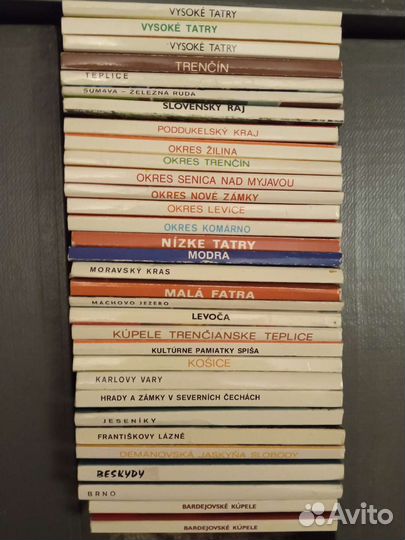 VYSOKÉ TATRY
VYSOKÉ TATRY
VYSOKÉ TATRY
TRENČÍN
TEPLICE
ŠUMAVA – ŽELEZNÁ RUDA
SLOVENSKÝ RAJ
PODDUKELSKÝ KRAJ
OKRES ŽILINA
OKRES TRENČÍN
OKRES SENICA NAD MYJAVOU
OKRES NOVÉ ZÁMKY
OKRES LEVICE
OKRES KOMÁRNO
NÍZKE TATRY
MODRA
MORAVSKÝ KRAS
MALÁ FATRA
MÁCHOVO JEZERO
LEVOČA
KÚPELE TRENČIANSKE TEPLICE
KULTÚRNE PAMIATKY SPIŠA
KOŠICE
KARLOVY VARY
HRADY A ZÁMKY V SEVERNÍCH ČECHÁCH
JESENÍKY
FRANTIŠKOVY LÁZNĚ
DEMÄNOVSKÁ JASKYŇA SLOBODY
BESKYDY
BRNO
BARDEJOVSKÉ KÚPELE
BARDEJOVSKÉ KÚPELE
Avito